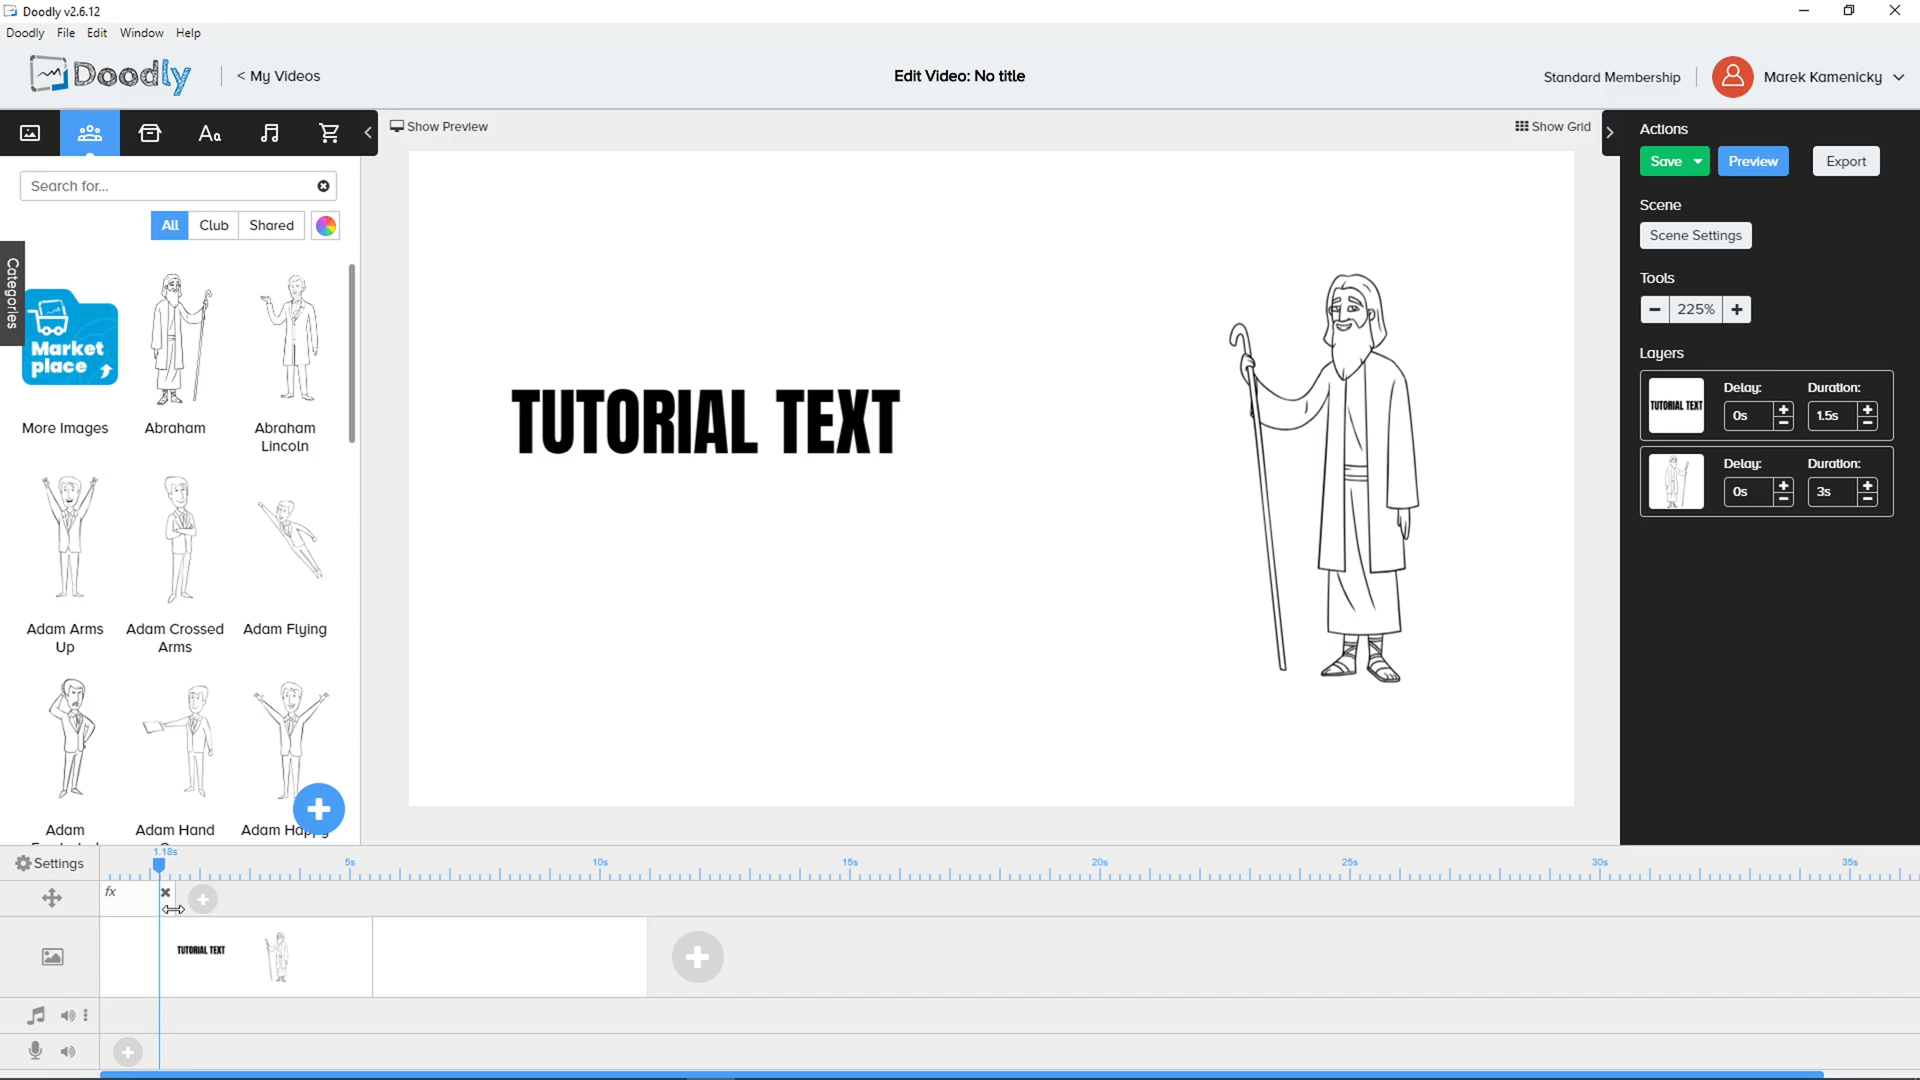 Doodly v2.6.12
Doodly File Edit Window Help
Doodly
< My Videos
Edit Video: No title
Standard Membership
Marek Kamenicky
Aa
Show Preview
Show Grid
Search for...
All Club Shared
Categories
Market place
More Images
Abraham
Abraham Lincoln
Adam Arms Up
Adam Crossed Arms
Adam Flying
Adam
Adam Hand
Adam Happy
TUTORIAL TEXT
Actions
Save
Preview
Export
Scene
Scene Settings
Tools
225%
Layers
TUTORIAL TEXT
Delay:
Duration:
0s
1.5s
Delay:
Duration:
0s
3s
Settings
1.18s
5s
10s
15s
20s
25s
30s
35s
fx
TUTORIAL TEXT